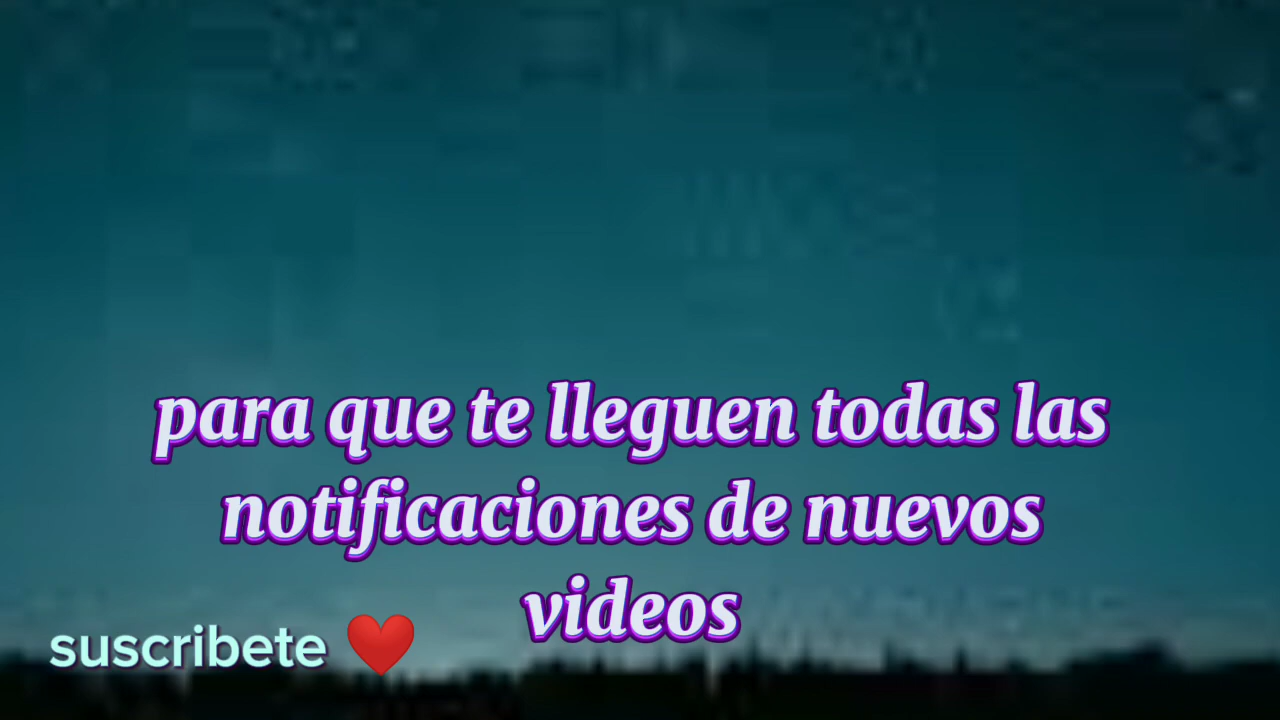 para que te lleguen todas las
notificaciones de nuevos
videos
suscribete ❤️